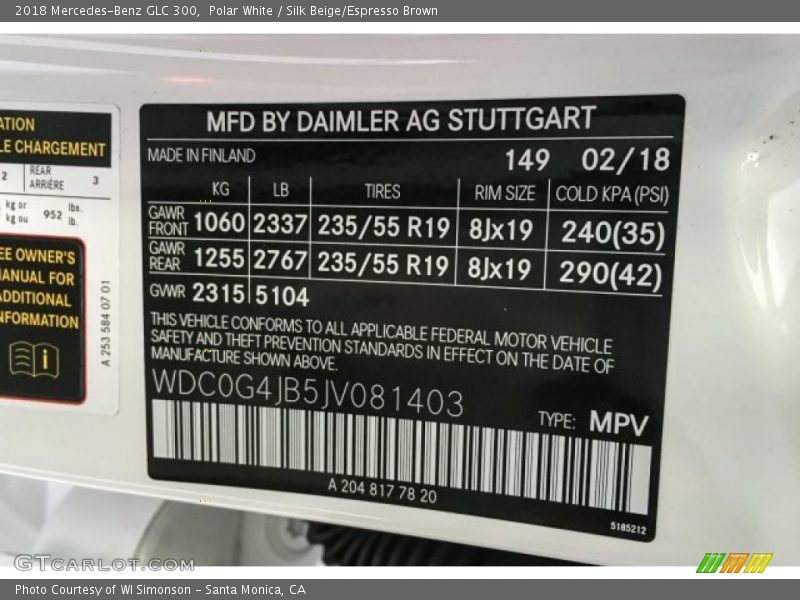 2018 Mercedes-Benz GLC 300,  Polar White / Silk Beige/Espresso Brown
ATION
LE CHARGEMENT
2 REAR ARRIÈRE 3
kg or kg ou 952 lbs. lb.
EE OWNER'S
MANUAL FOR
ADDITIONAL
NFORMATION
A 253 584 07 01
MFD BY DAIMLER AG STUTTGART
MADE IN FINLAND 149 02/18
KG LB TIRES RIM SIZE COLD KPA (PSI)
GAWR FRONT 1060 2337 235/55 R19 8Jx19 240(35)
GAWR REAR 1255 2767 235/55 R19 8Jx19 290(42)
GVWR 2315 5104
THIS VEHICLE CONFORMS TO ALL APPLICABLE FEDERAL MOTOR VEHICLE
SAFETY AND THEFT PREVENTION STANDARDS IN EFFECT ON THE DATE OF
MANUFACTURE SHOWN ABOVE.
WDC0G4JB5JV081403
TYPE: MPV
A 204 817 78 20
5185212
GTCARLOT.COM
Photo Courtesy of WI Simonson - Santa Monica, CA